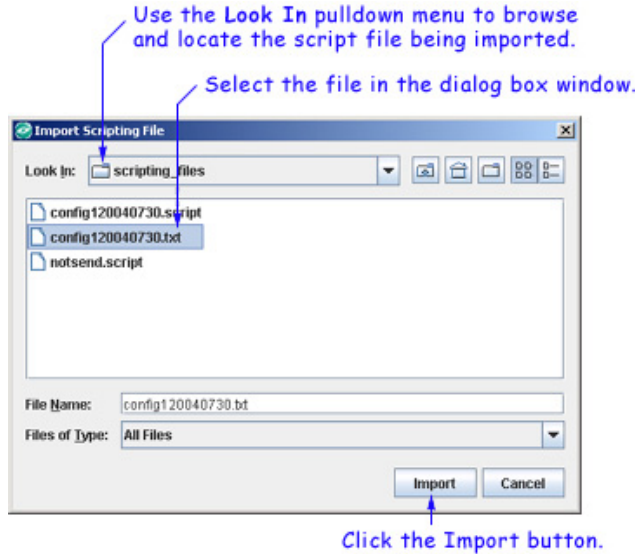 Use the Look In pulldown menu to browse
and locate the script file being imported.
Select the file in the dialog box window.
Import Scripting File
Look In: scripting_files
config120040730.script
config120040730.txt
notsend.script
File Name: config120040730.txt
Files of Type: All Files
Import Cancel
Click the Import button.